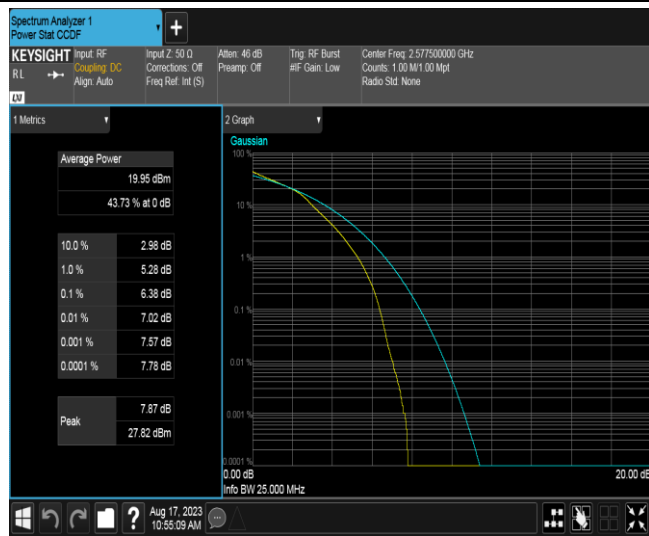 Spectrum Analyzer 1
Power Stat CCDF
+
KEYSIGHT
RL
LXI
Input: RF
Coupling: DC
Align: Auto
Input Z: 50 Ω
Corrections: Off
Freq Ref: Int (S)
Atten: 46 dB
Preamp: Off
Trig: RF Burst
#IF Gain: Low
Center Freq: 2.577500000 GHz
Counts: 1.00 M/1.00 Mpt
Radio Std: None
1 Metrics
Average Power
19.95 dBm
43.73 % at 0 dB
10.0 % 2.98 dB
1.0 % 5.28 dB
0.1 % 6.38 dB
0.01 % 7.02 dB
0.001 % 7.57 dB
0.0001 % 7.78 dB
Peak
7.87 dB
27.82 dBm
2 Graph
Gaussian
100 %
10 %
1 %
0.1 %
0.01 %
0.001 %
0.0001 %
0.00 dB
20.00 dB
Info BW 25.000 MHz
?
Aug 17, 2023
10:55:09 AM